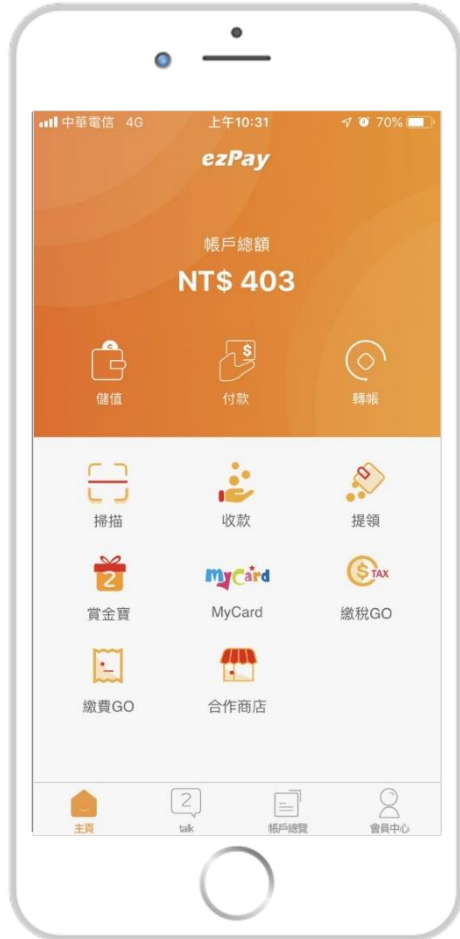 中華電信 4G 上午10:31 70%
ezPay
帳戶總額
NT$ 403
$ $
儲值 付款 轉帳
掃描 收款 提領
2 MyCard $ TAX
賞金寶 MyCard 繳稅GO
繳費GO 合作商店
2
主頁 talk 帳戶總覽 會員中心